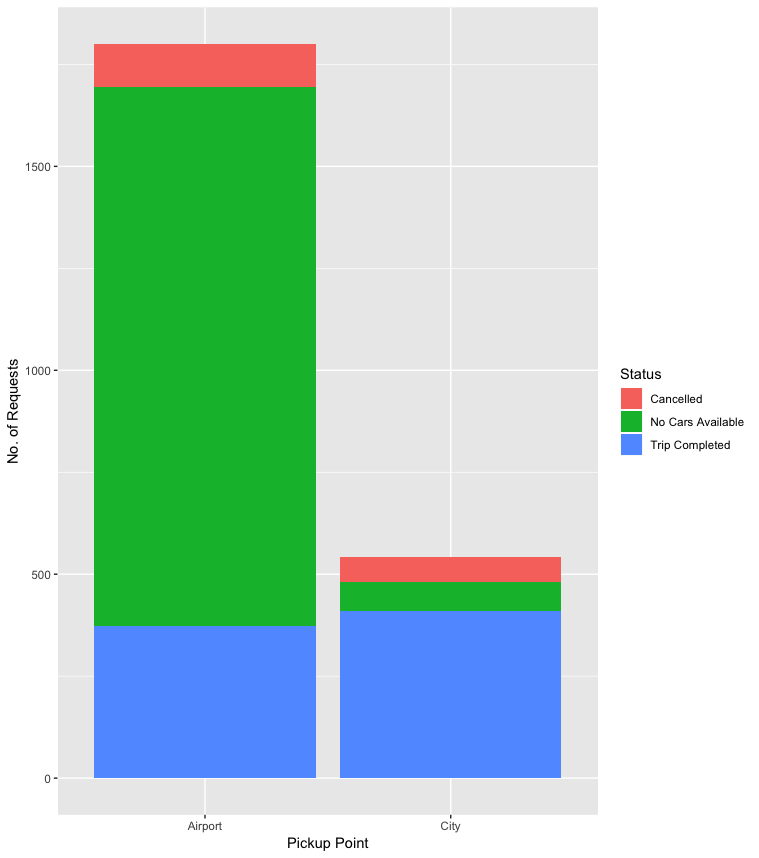 No. of Requests
1500
1000
500
0
Airport
City
Pickup Point
Status
Cancelled
No Cars Available
Trip Completed